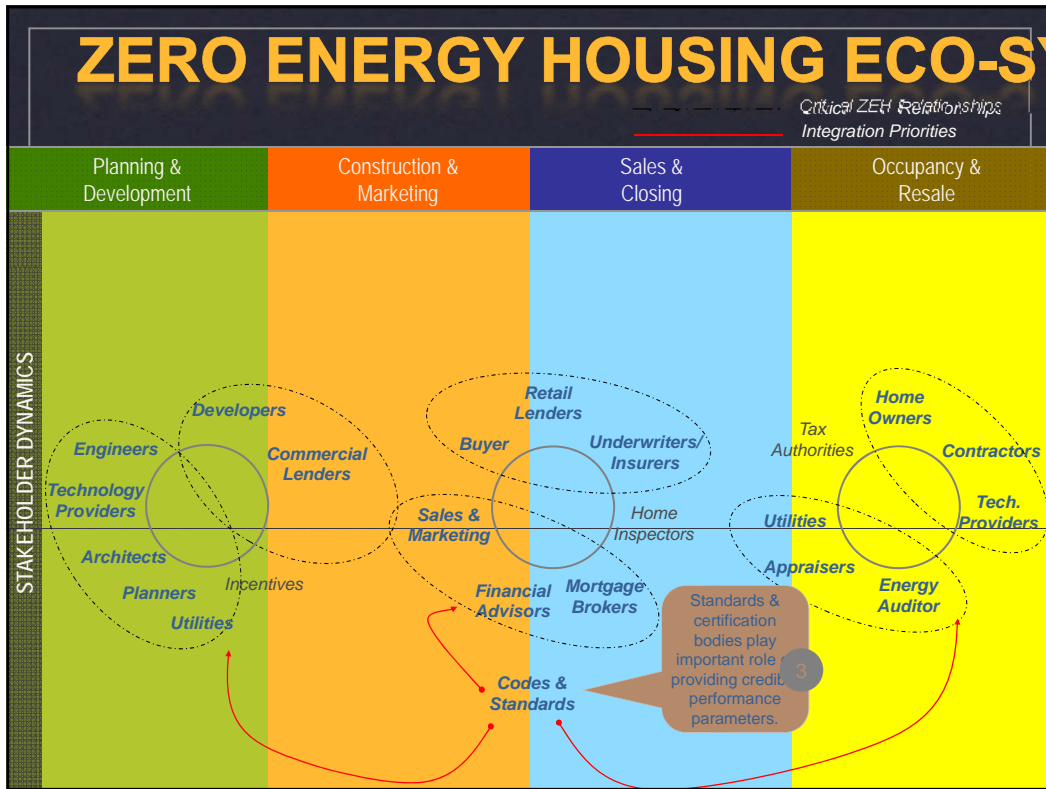 ZERO ENERGY HOUSING ECO-SY
Critical ZEH Relationships
Integration Priorities
Planning &
Development
Construction &
Marketing
Sales &
Closing
Occupancy &
Resale
STAKEHOLDER DYNAMICS
Developers
Engineers
Commercial
Lenders
Technology
Providers
Architects
Planners
Incentives
Utilities
Retail
Lenders
Buyer
Underwriters/
Insurers
Sales &
Marketing
Home
Inspectors
Financial
Advisors
Mortgage
Brokers
Codes &
Standards
Standards &
certification
bodies play
important role
providing
performance
parameters.
3
Home
Owners
Tax
Authorities
Contractors
Tech.
Providers
Utilities
Appraisers
Energy
Auditor